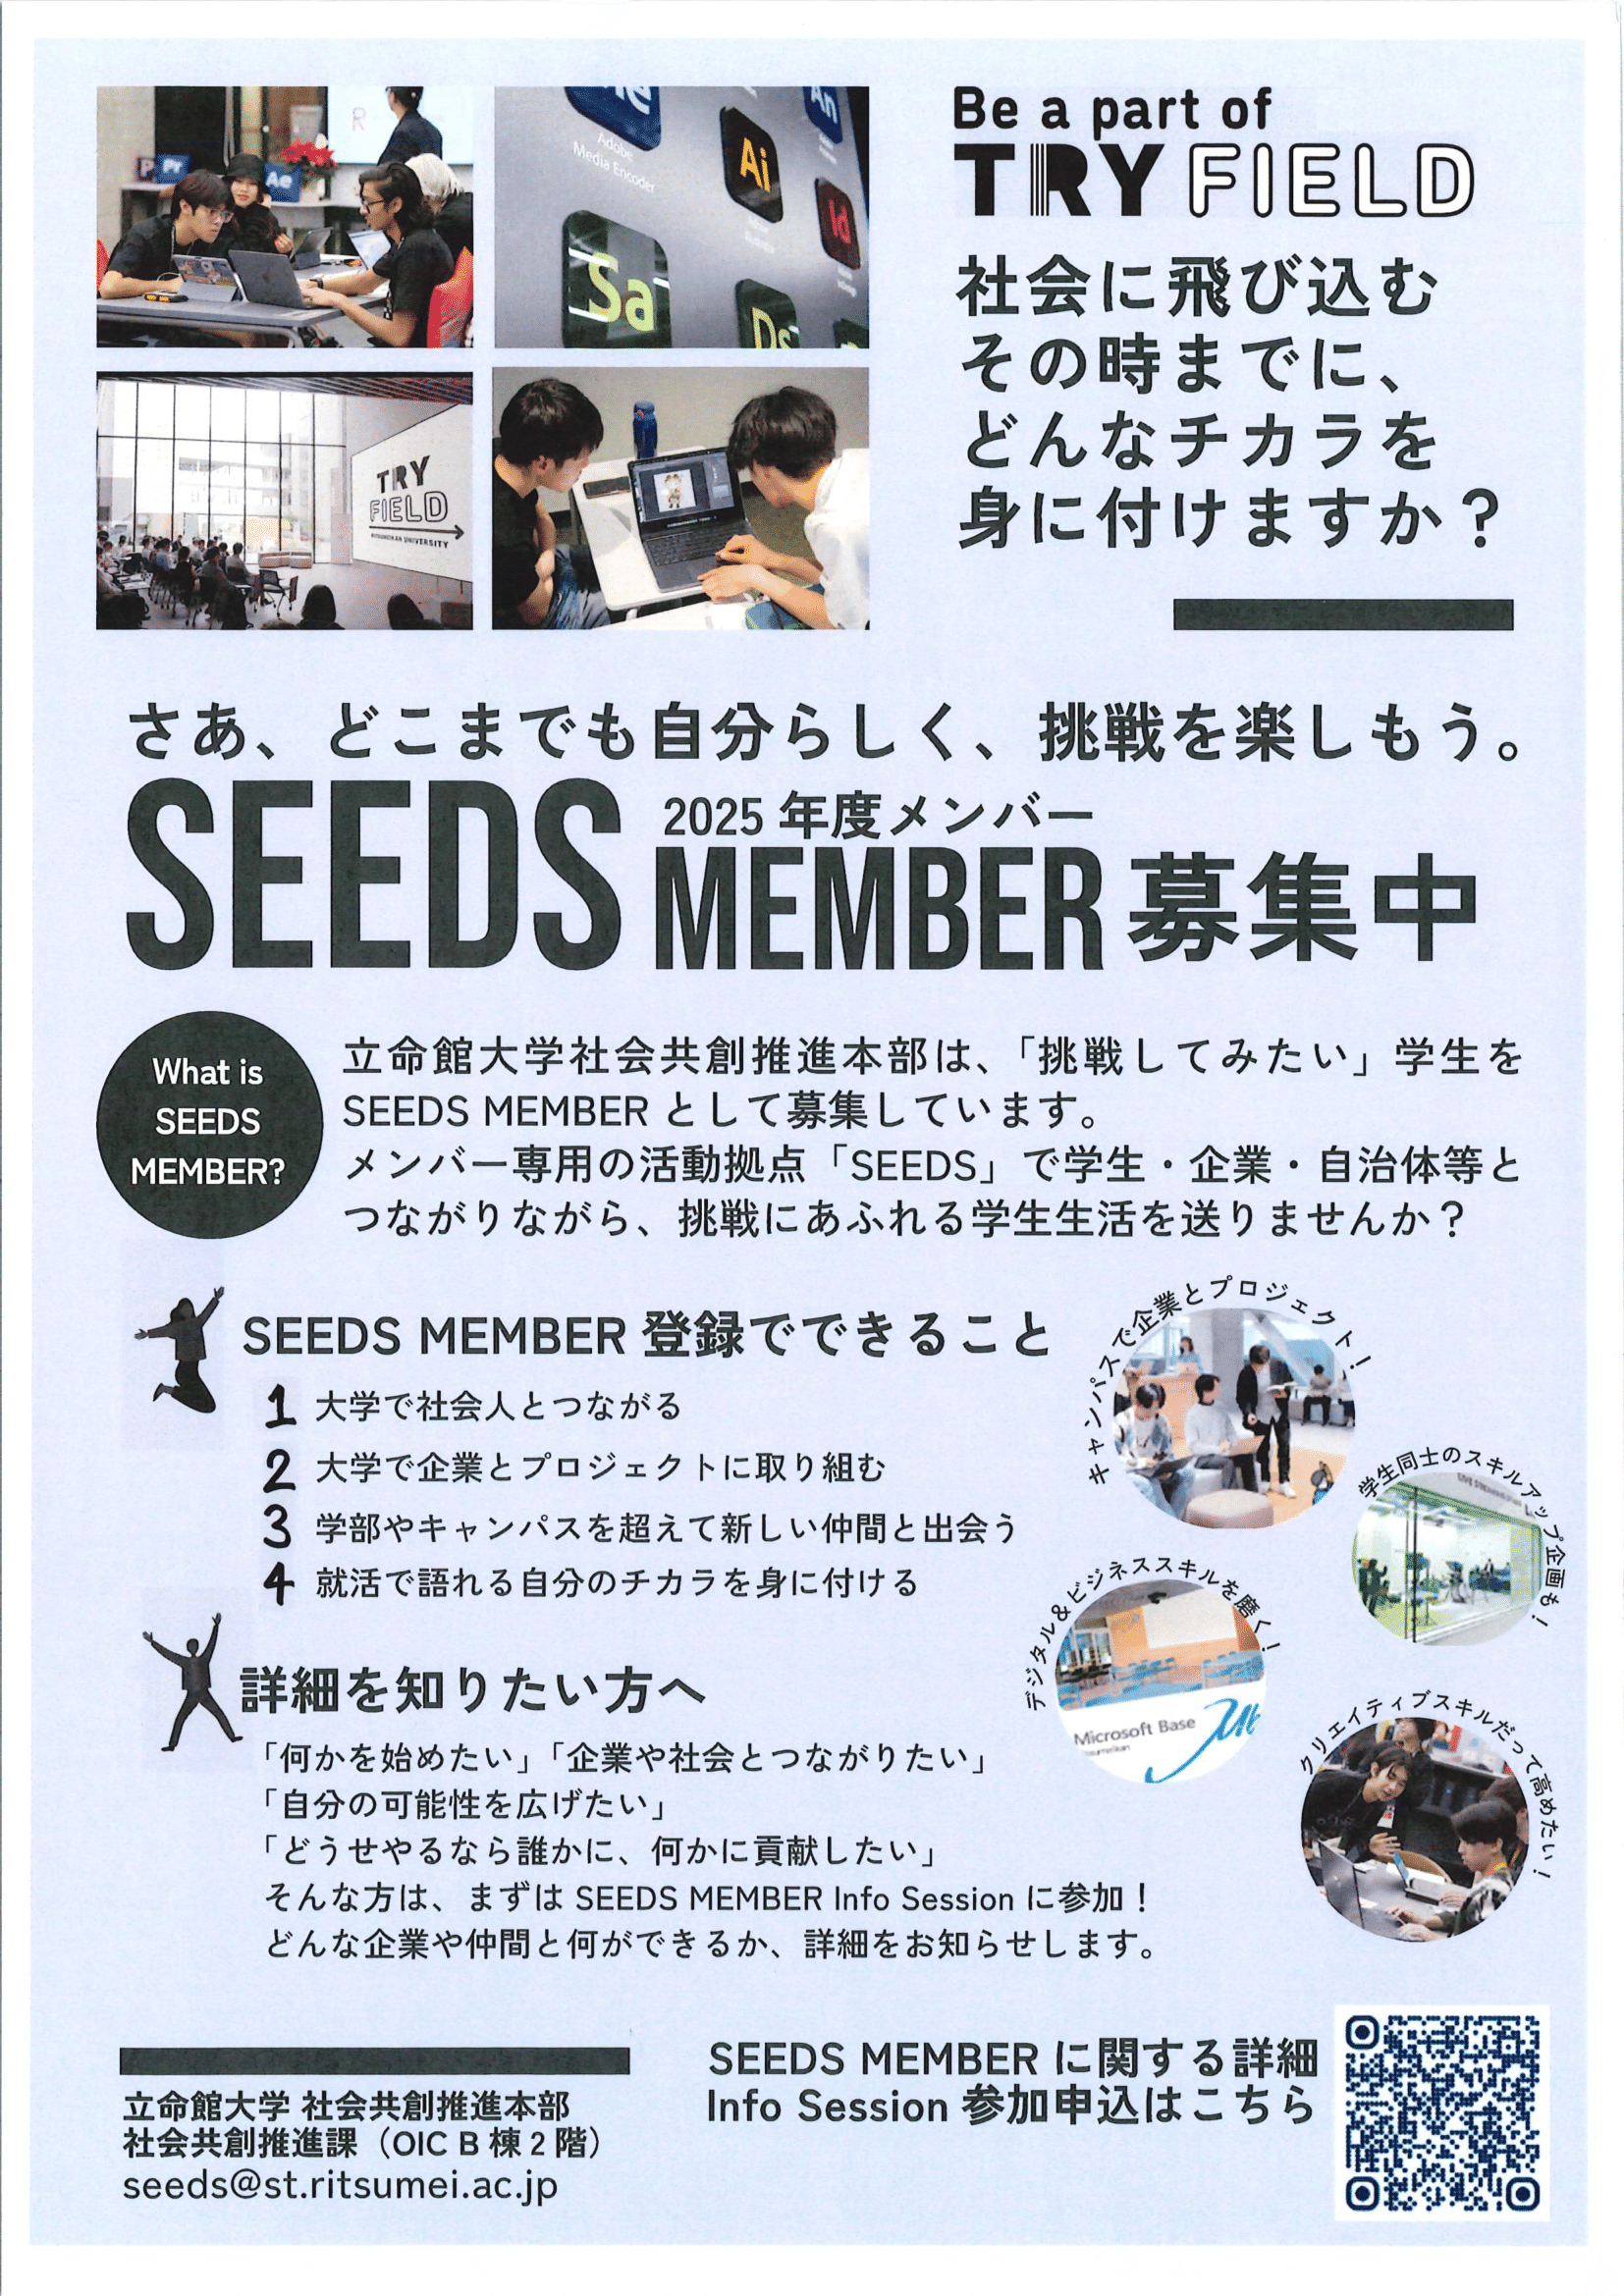 Be a part of
TRY FIELD
社会に飛び込む
その時までに、
どんなチカラを
身に付けますか？
R
Pr
Ae
Adobe
Media Encoder
An
Ai
Id
Sa
Ds
TRY
FIELD
RITSUMEIKAN UNIVERSITY
さあ、どこまでも自分らしく、挑戦を楽しもう。
SEEDS
2025 年度メンバー
MEMBER 募集中
What is
SEEDS
MEMBER?
立命館大学社会共創推進本部は、「挑戦してみたい」学生を
SEEDS MEMBER として募集しています。
メンバー専用の活動拠点「SEEDS」で学生・企業・自治体等と
つながりながら、挑戦にあふれる学生生活を送りませんか？
SEEDS MEMBER 登録でできること
1 大学で社会人とつながる
2 大学で企業とプロジェクトに取り組む
3 学部やキャンパスを超えて新しい仲間と出会う
4 就活で語れる自分のチカラを身に付ける
キャンパスで企業とプロジェクト！
学生同士のスキルアップ企画も！
デジタル＆ビジネススキルを磨く！
Microsoft Base
クリエイティブスキルだって高めたい！
詳細を知りたい方へ
「何かを始めたい」「企業や社会とつながりたい」
「自分の可能性を広げたい」
「どうせやるなら誰かに、何かに貢献したい」
そんな方は、まずは SEEDS MEMBER Info Session に参加！
どんな企業や仲間と何ができるか、詳細をお知らせします。
立命館大学 社会共創推進本部
社会共創推進課（OIC B 棟 2 階）
seeds@st.ritsumei.ac.jp
SEEDS MEMBER に関する詳細
Info Session 参加申込はこちら